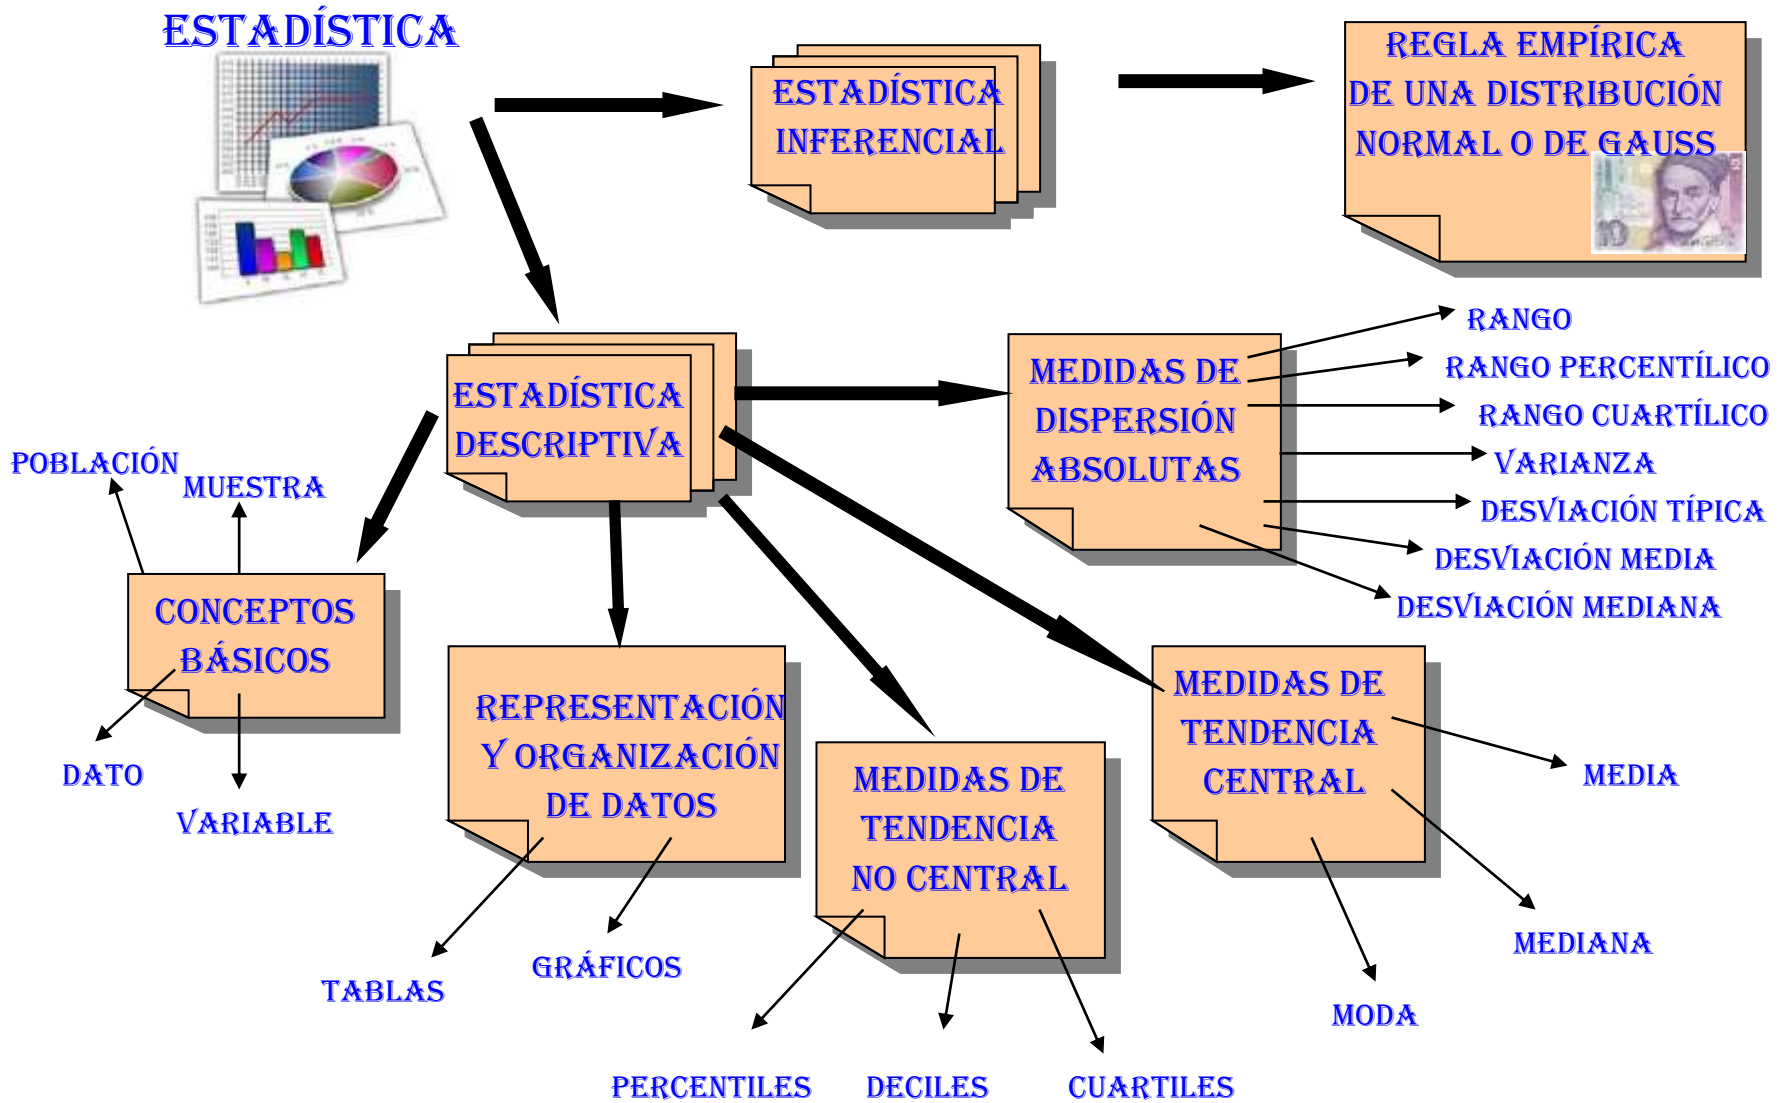 ESTADÍSTICA
ESTADÍSTICA
INFERENCIAL
REGLA EMPÍRICA
DE UNA DISTRIBUCIÓN
NORMAL O DE GAUSS
ESTADÍSTICA
DESCRIPTIVA
MEDIDAS DE
DISPERSIÓN
ABSOLUTAS
RANGO
RANGO PERCENTÍLICO
RANGO CUARTÍLICO
VARIANZA
DESVIACIÓN TÍPICA
DESVIACIÓN MEDIA
DESVIACIÓN MEDIANA
POBLACIÓN
MUESTRA
CONCEPTOS
BÁSICOS
DATO
VARIABLE
REPRESENTACIÓN
Y ORGANIZACIÓN
DE DATOS
TABLAS
GRÁFICOS
MEDIDAS DE
TENDENCIA
NO CENTRAL
PERCENTILES
DECILES
CUARTILES
MEDIDAS DE
TENDENCIA
CENTRAL
MEDIA
MEDIANA
MODA